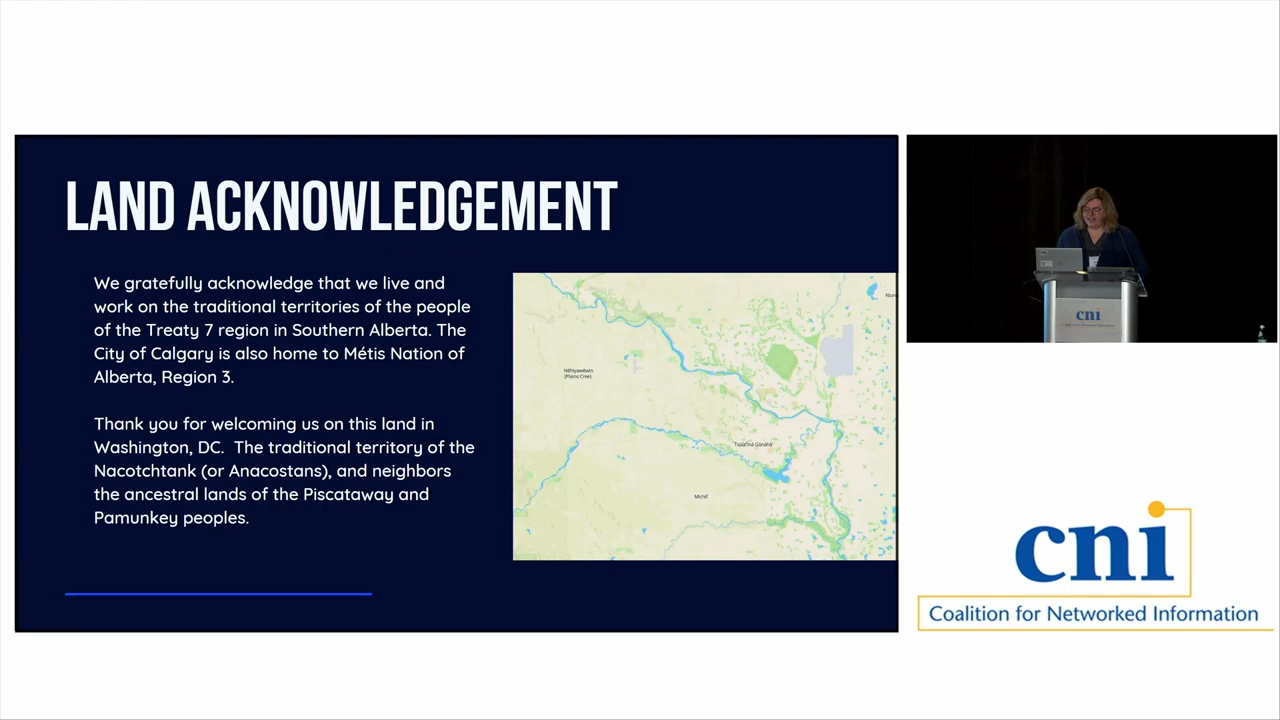 LAND ACKNOWLEDGEMENT
We gratefully acknowledge that we live and
work on the traditional territories of the people
of the Treaty 7 region in Southern Alberta. The
City of Calgary is also home to Métis Nation of
Alberta, Region 3.
Thank you for welcoming us on this land in
Washington, DC. The traditional territory of the
Nacotchtank (or Anacostans), and neighbors
the ancestral lands of the Piscataway and
Pamunkey peoples.
(Plains Cree)
Michif
cni
cni
Coalition for Networked Information